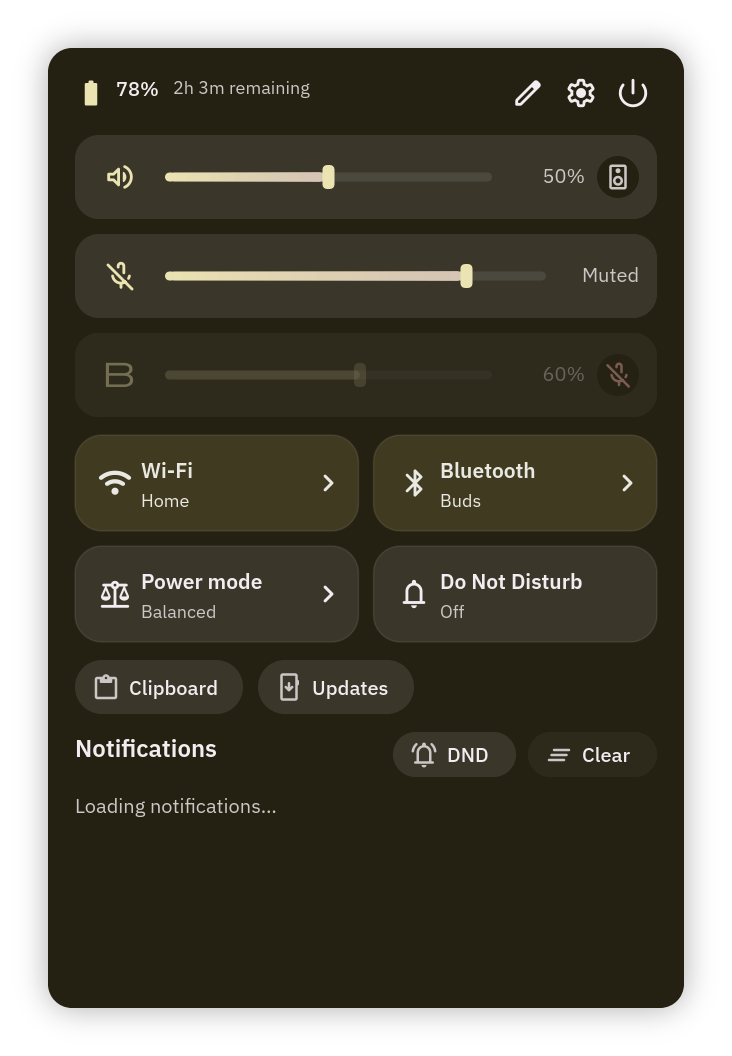 78% 2h 3m remaining
50%
Muted
60%
Wi-Fi
Home
Bluetooth
Buds
Power mode
Balanced
Do Not Disturb
Off
Clipboard
Updates
Notifications
DND
Clear
Loading notifications...